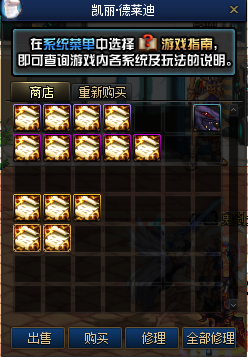 凯丽·德莱迪
在系统菜单中选择 游戏指南，
即可查询游戏内各系统及玩法的说明。
商店 重新购买
出售 购买 修理 全部修理